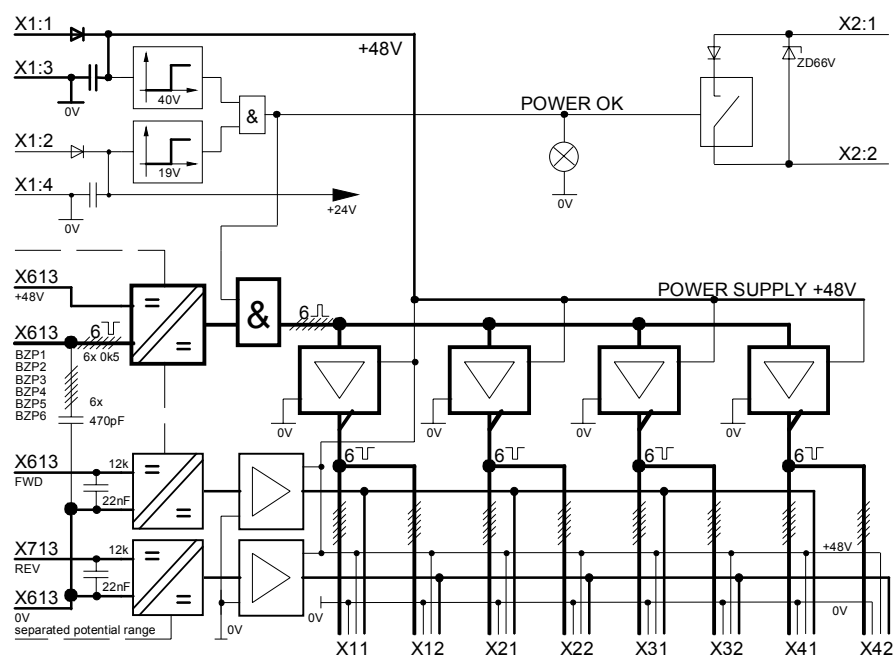 X1:1
+48V
X2:1
X1:3
0V
40V
ZD66V
&
POWER OK
X1:2
19V
X2:2
X1:4
+24V
0V
0V
X613
+48V
=
=
&
6
POWER SUPPLY +48V
X613
6
6x 0k5
BZP1
BZP2
BZP3
BZP4
BZP5
BZP6
6x
470pF
0V
0V
0V
0V
6
6
6
6
X613
FWD
12k
22nF
=
=
X713
REV
12k
22nF
=
=
+48V
X613
0V
0V
0V
0V
separated potential range
X11
X12
X21
X22
X31
X32
X41
X42